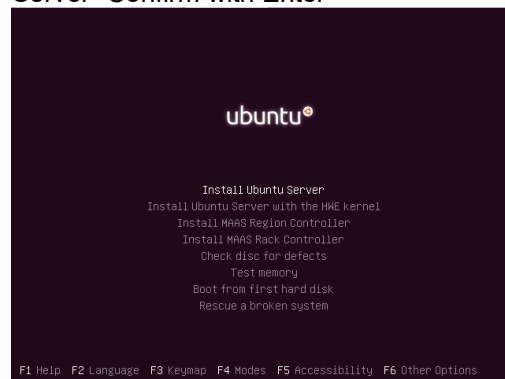 Server" Confirm with Enter
ubuntu
Install Ubuntu Server
Install Ubuntu Server with the HWE kernel
Install MAAS Region Controller
Install MAAS Rack Controller
Check disc for defects
Test memory
Boot from first hard disk
Rescue a broken system
F1 Help F2 Language F3 Keymap F4 Modes F5 Accessibility F6 Other Options